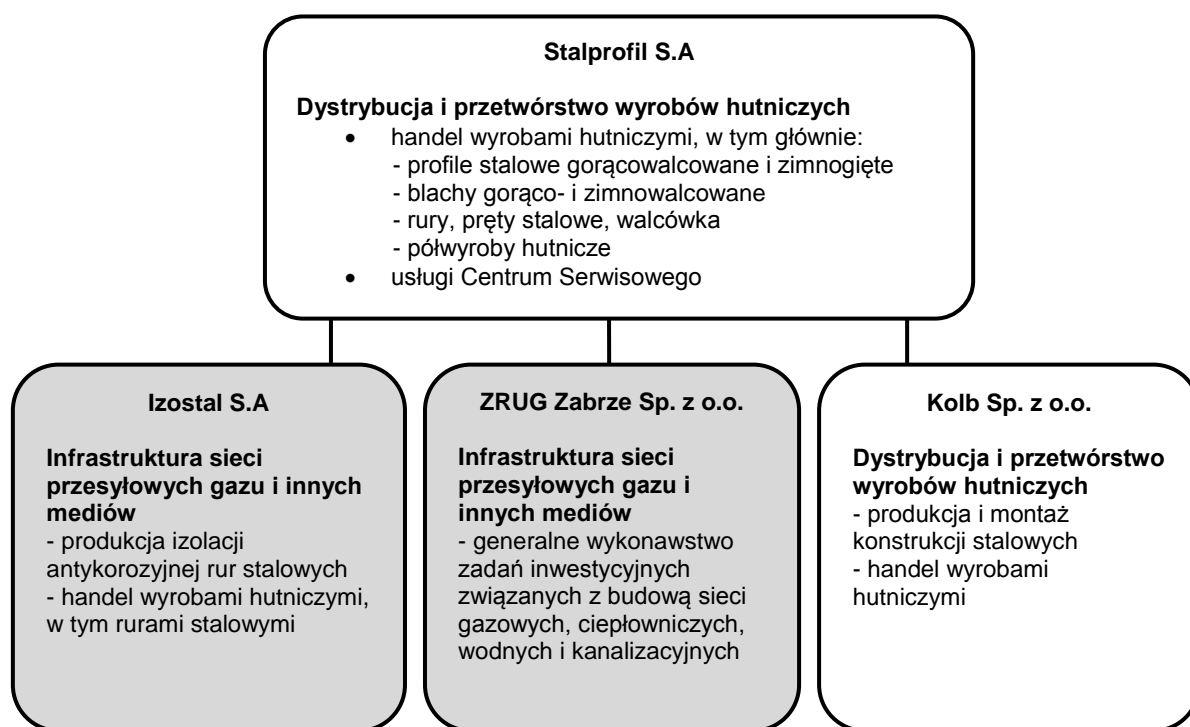 Stalprofil S.A
Dystrybucja i przetwórstwo wyrobów hutniczych
• handel wyrobami hutniczymi, w tym głównie:
- profile stalowe gorącowalcowane i zimnogięte
- blachy gorąco- i zimnowalcowane
- rury, pręty stalowe, walcówka
- półwyroby hutnicze
• usługi Centrum Serwisowego
Izostal S.A
Infrastruktura sieci
przesyłowych gazu i innych
mediów
- produkcja izolacji
antykorozyjnej rur stalowych
- handel wyrobami hutniczymi,
w tym rurami stalowymi
ZRUG Zabrze Sp. z o.o.
Infrastruktura sieci
przesyłowych gazu i
innych mediów
- generalne wykonawstwo
zadań inwestycyjnych
związanych z budową sieci
gazowych, ciepłowniczych,
wodnych i kanalizacyjnych
Kolb Sp. z o.o.
Dystrybucja i przetwórstwo
wyrobów hutniczych
- produkcja i montaż
konstrukcji stalowych
- handel wyrobami
hutniczymi